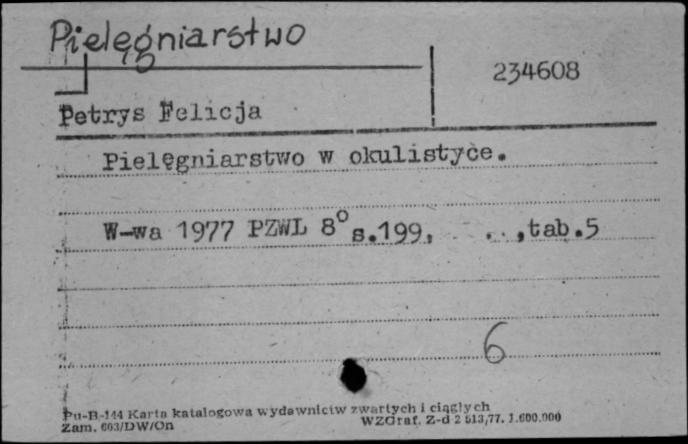 Pielęgniarstwo
234608
Petrys Felicja
Pielęgniarstwo w okulistyce.
W-wa 1977 PZWL 8° s.199, . . ,tab.5
6
Pu-B-144 Karta katalogowa wydawnictw zwartych i ciągłych
Zam. 603/DW/On WZGraf. Z-d 2 513/77. 1.600.000